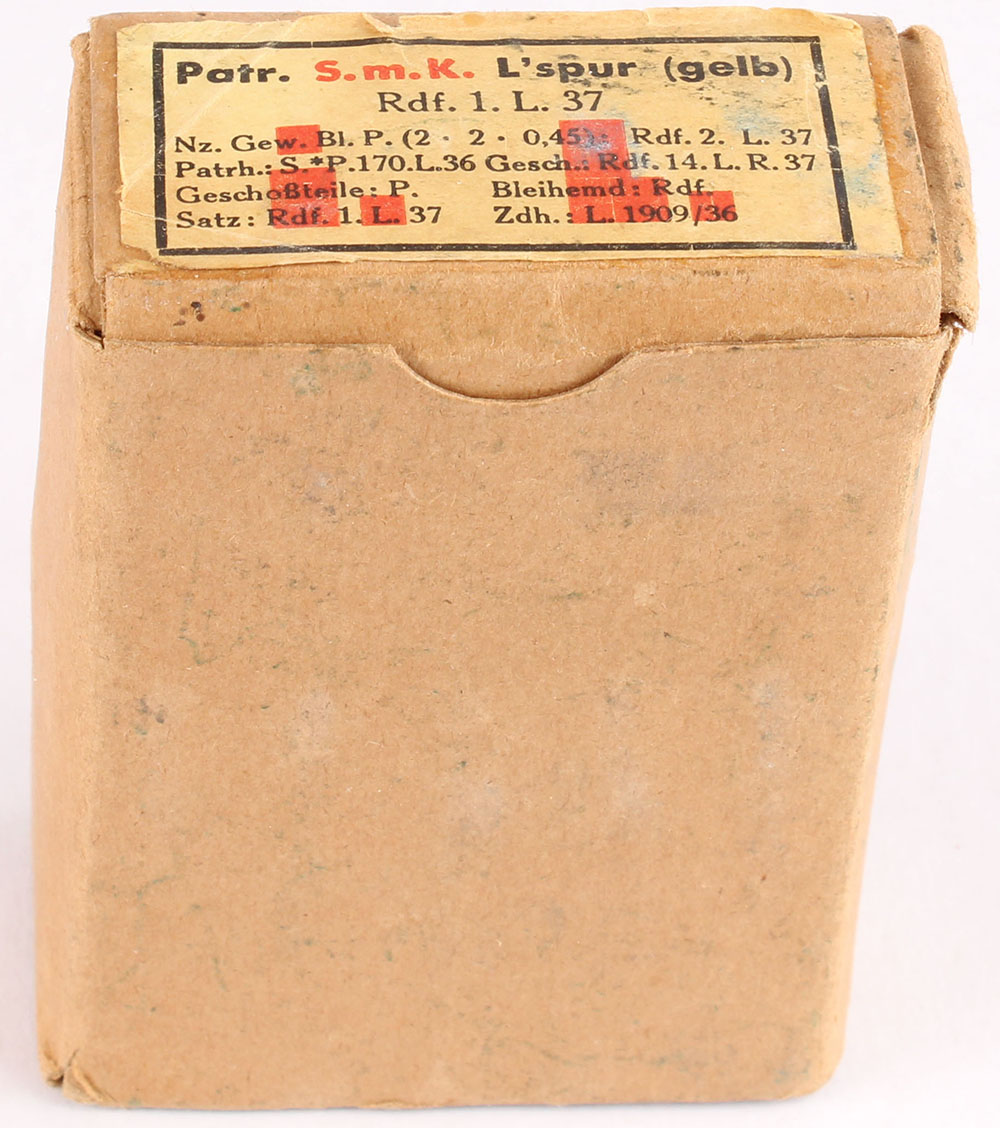 Patr. S.m.K. L'spur (gelb)
Rdf. 1. L. 37
Nz. Gew. Bl. P. (2 · 2 · 0,45): Rdf. 2. L. 37
Patrh.: S.*P.170.L.36 Gesch.: Rdf. 14. L. R. 37
Geschoßteile: P. Bleihemd: Rdf.
Satz: Rdf. 1. L. 37 Zdh.: L. 1909/36